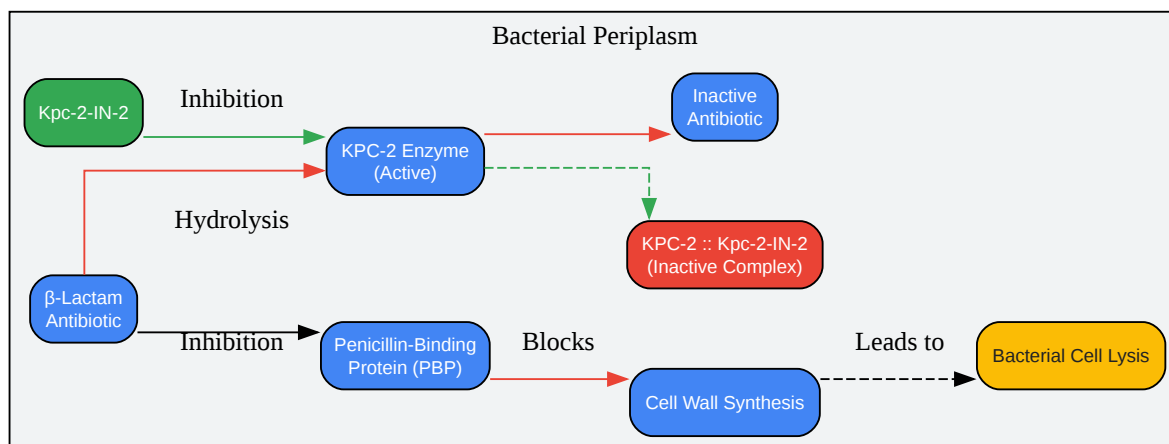 Bacterial Periplasm
Kpc-2-IN-2
Inhibition
KPC-2 Enzyme
(Active)
Inactive
Antibiotic
Hydrolysis
KPC-2 :: Kpc-2-IN-2
(Inactive Complex)
β-Lactam
Antibiotic
Inhibition
Penicillin-Binding
Protein (PBP)
Blocks
Cell Wall Synthesis
Leads to
Bacterial Cell Lysis